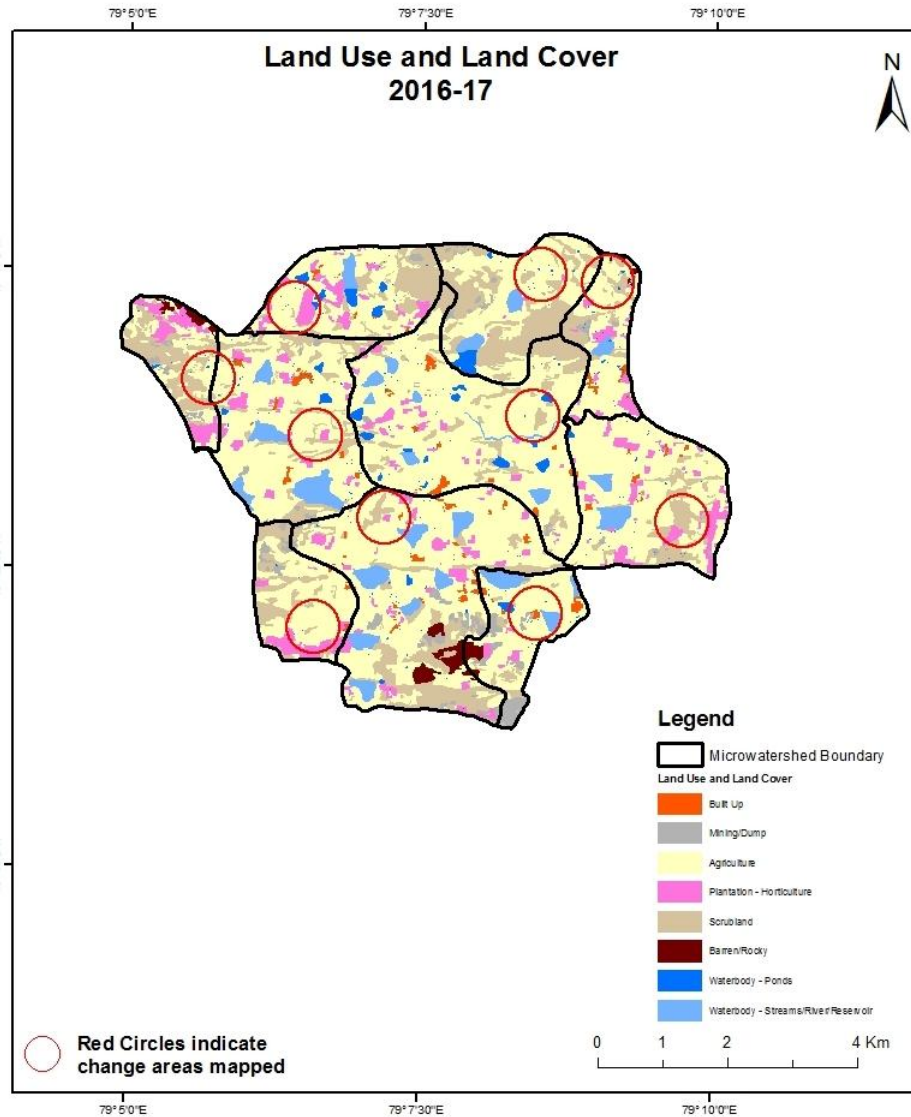 79°5'0"E
79°7'30"E
79°10'0"E
Land Use and Land Cover
2016-17
N
Legend
Microwatershed Boundary
Land Use and Land Cover
Built Up
Mining/Dump
Agriculture
Plantation - Horticulture
Scrubland
Barren/Rocky
Waterbody - Ponds
Waterbody - Streams/River/Reservoir
Red Circles indicate
change areas mapped
0 1 2 4 Km
79°5'0"E
79°7'30"E
79°10'0"E